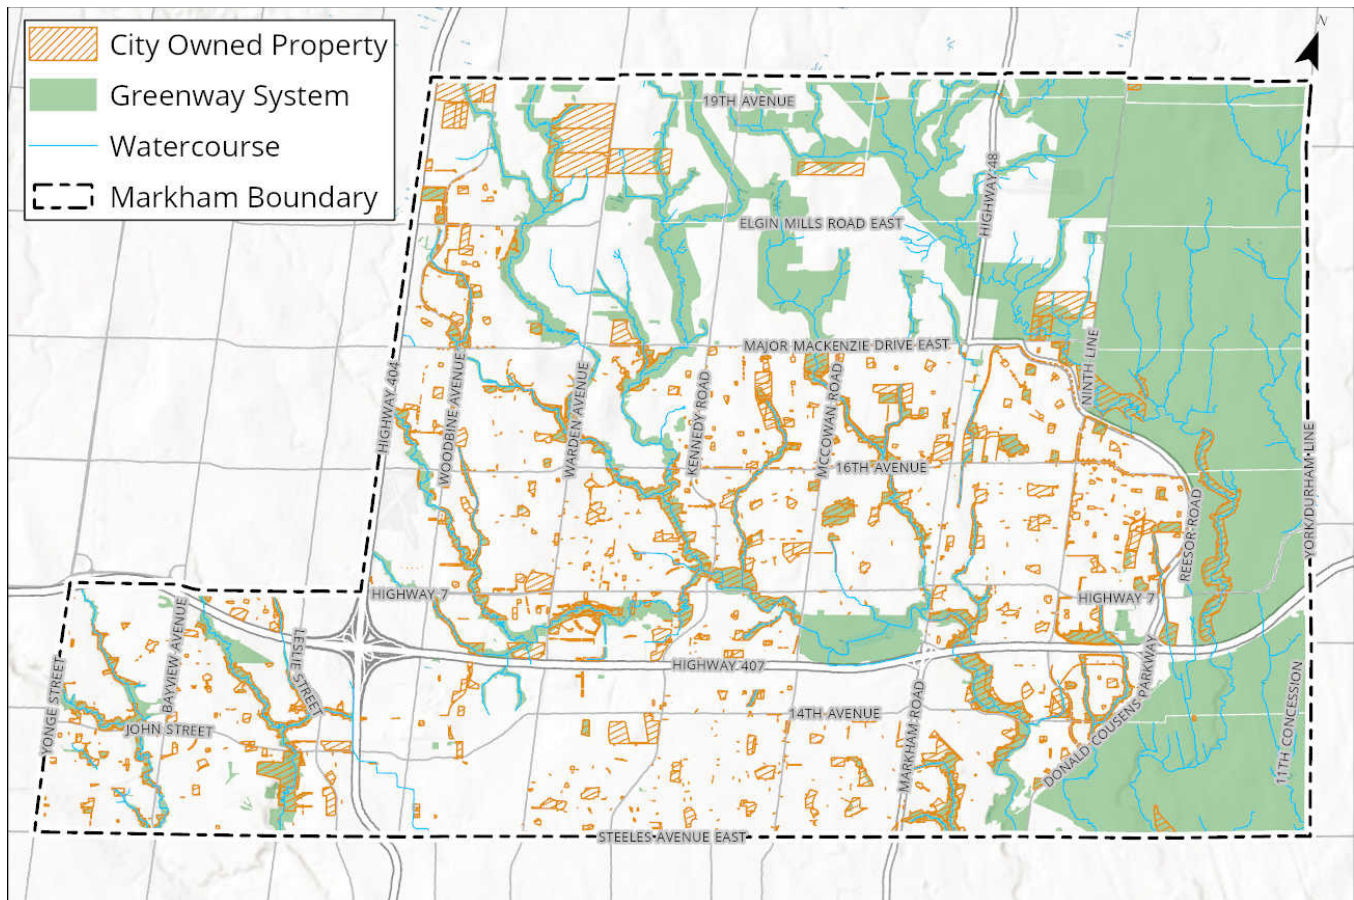 City Owned Property
Greenway System
Watercourse
Markham Boundary
N
19TH AVENUE
ELGIN MILLS ROAD EAST
HIGHWAY 48
MAJOR MACKENZIE DRIVE EAST
NINTH LINE
HIGHWAY 404
WOODBINE AVENUE
WARDEN AVENUE
KENNEDY ROAD
MCCOWAN ROAD
16TH AVENUE
REESOR ROAD
YORK/DURHAM LINE
HIGHWAY 7
HIGHWAY 7
YONGE STREET
BAYVIEW AVENUE
LESLIE STREET
JOHN STREET
HIGHWAY 407
14TH AVENUE
MARKHAM ROAD
DONALD COUSENS PARKWAY
11TH CONCESSION
STEELES AVENUE EAST